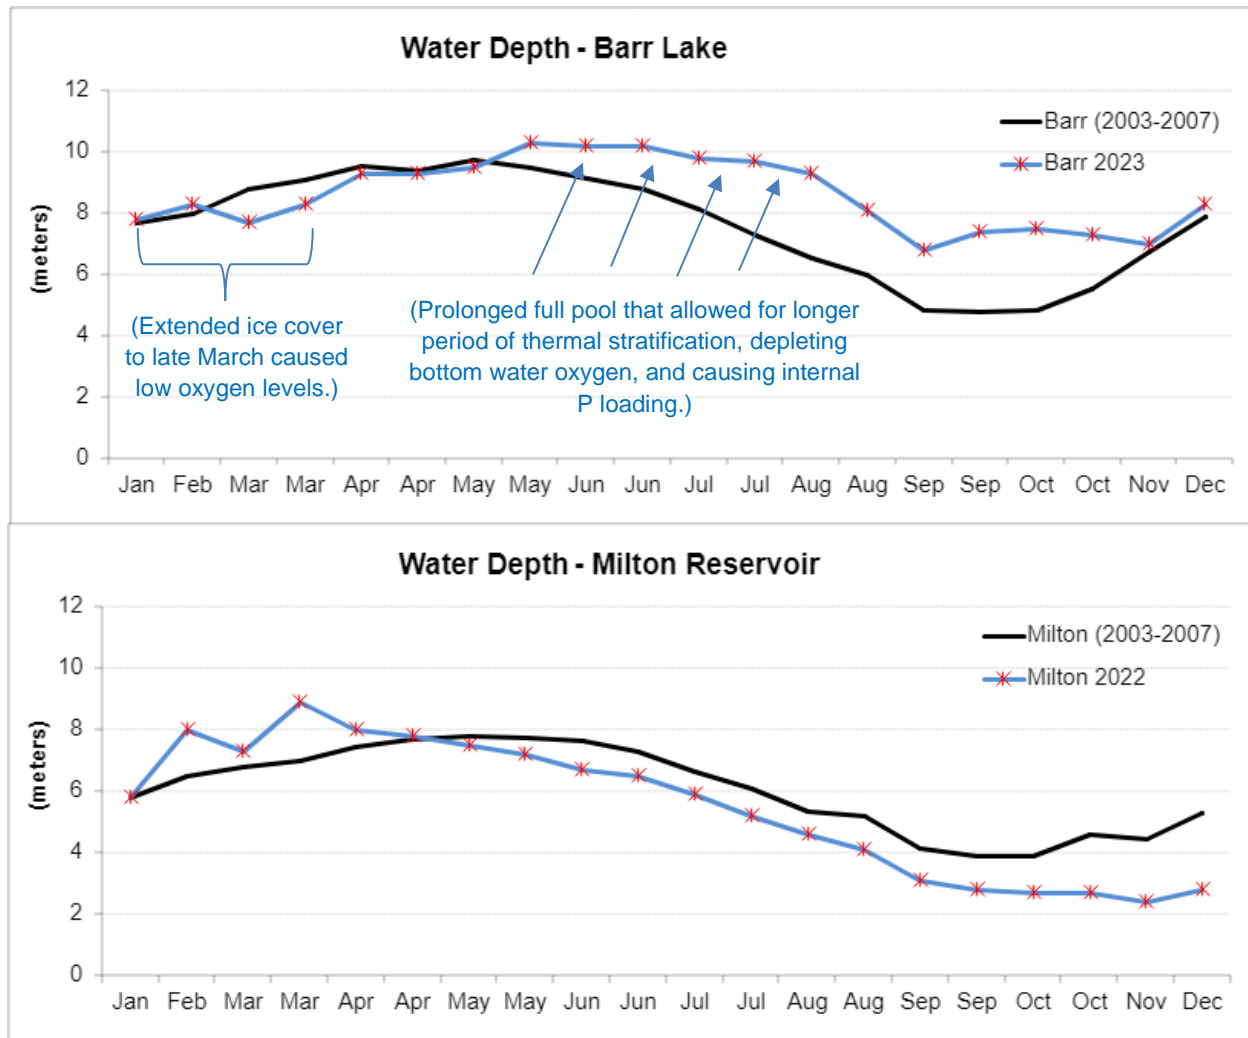 Water Depth - Barr Lake
12
10
8
6
4
2
0
(meters)
Barr (2003-2007)
Barr 2023
(Extended ice cover
to late March caused
low oxygen levels.)
(Prolonged full pool that allowed for longer
period of thermal stratification, depleting
bottom water oxygen, and causing internal
P loading.)
Jan Feb Mar Mar Apr Apr May May Jun Jun Jul Jul Aug Aug Sep Sep Oct Oct Nov Dec
Water Depth - Milton Reservoir
12
10
8
6
4
2
0
(meters)
Milton (2003-2007)
Milton 2022
Jan Feb Mar Mar Apr Apr May May Jun Jun Jul Jul Aug Aug Sep Sep Oct Oct Nov Dec